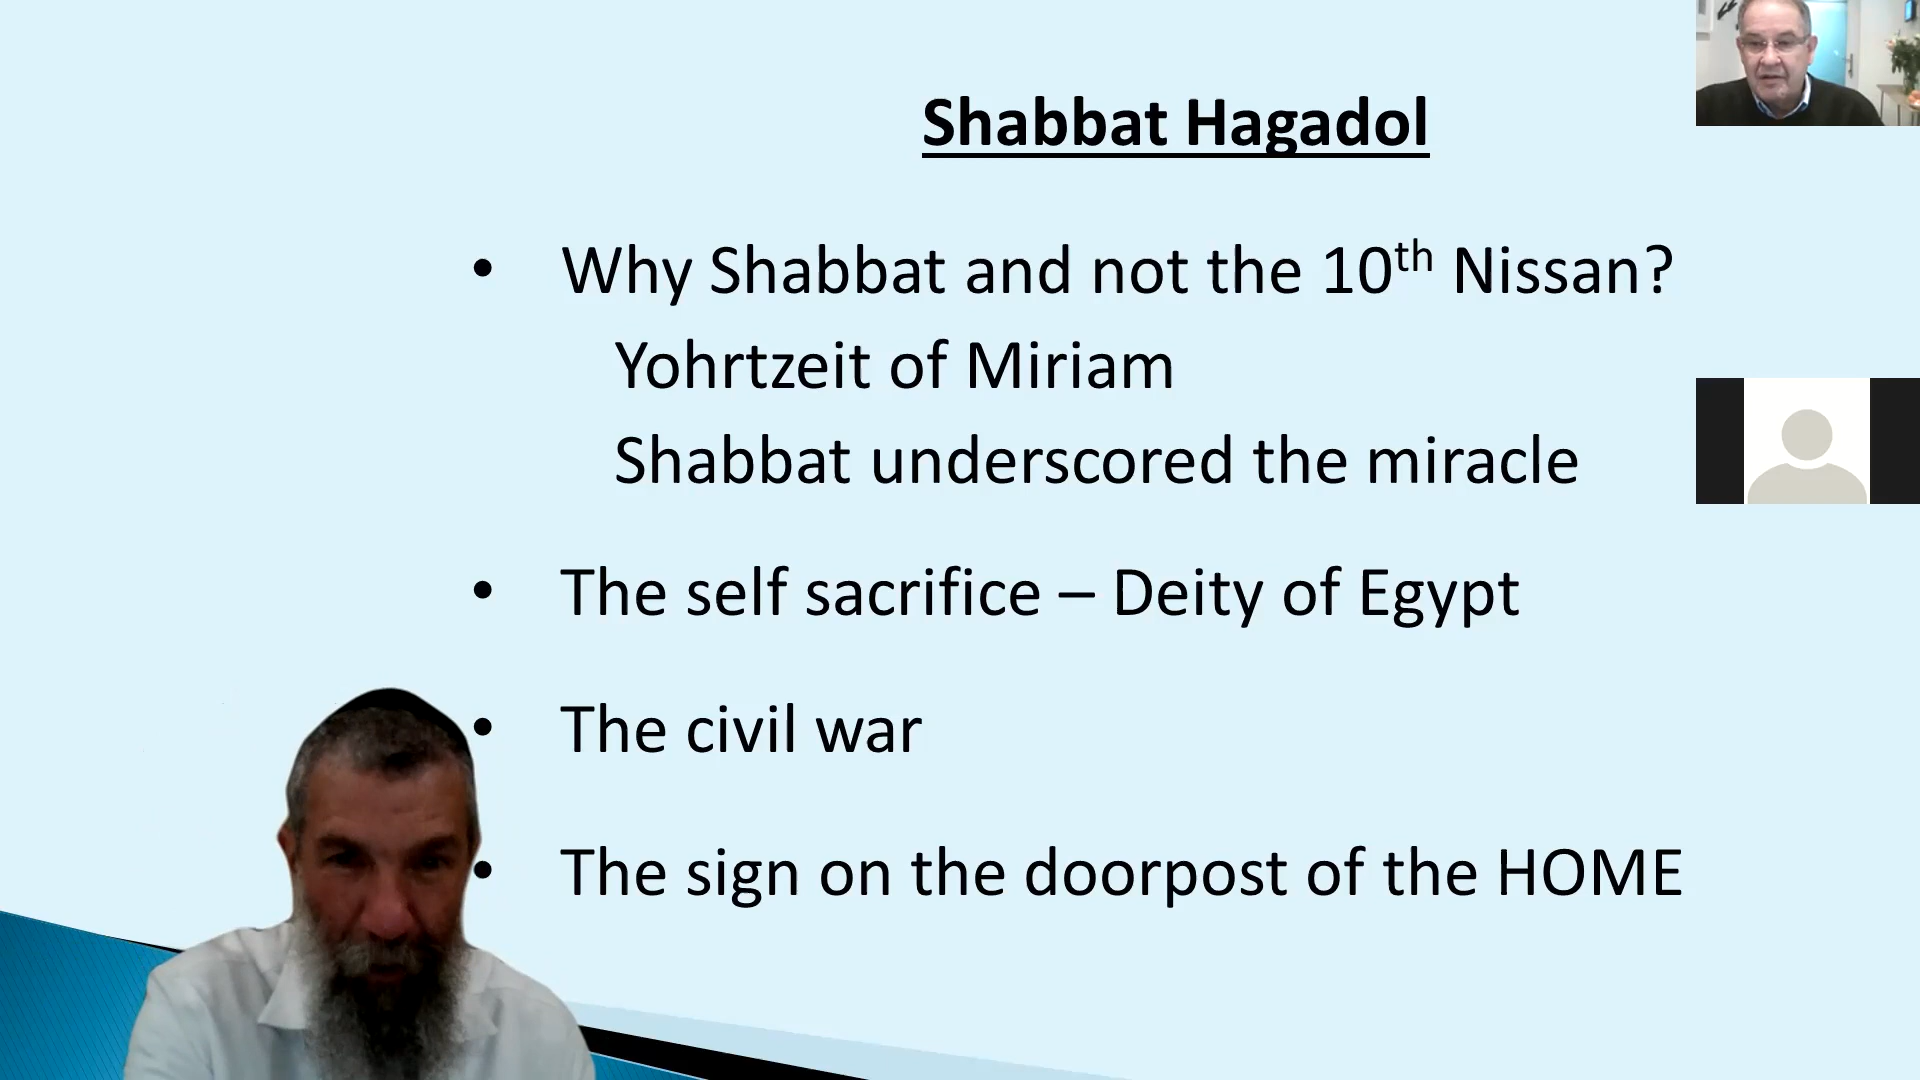 Shabbat Hagadol
• Why Shabbat and not the 10th Nissan?
Yohrtzeit of Miriam
Shabbat underscored the miracle
• The self sacrifice – Deity of Egypt
• The civil war
• The sign on the doorpost of the HOME